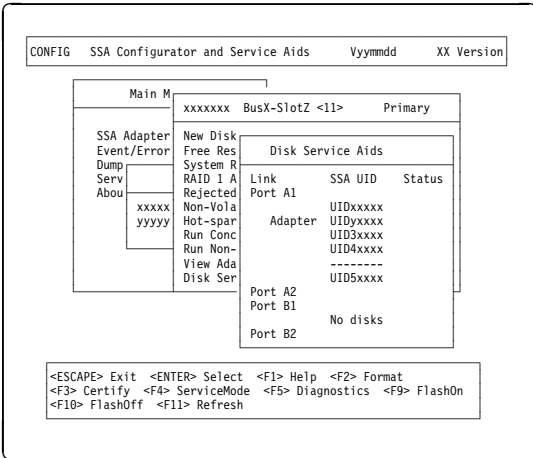 CONFIG SSA Configurator and Service Aids Vyymmdd XX Version
Main M
xxxxxxx BusX-SlotZ <11> Primary
SSA Adapter New Disk
Event/Error Free Res Disk Service Aids
Dump System R
Serv RAID 1 A Link SSA UID Status
Abou Rejected Port A1
xxxxx Non-Vola UIDxxxxx
yyyyy Hot-spar Adapter UIDyxxxx
Run Conc UID3xxxx
Run Non- UID4xxxx
View Ada --------
Disk Ser UID5xxxx
Port A2
Port B1
No disks
Port B2
<ESCAPE> Exit <ENTER> Select <F1> Help <F2> Format
<F3> Certify <F4> ServiceMode <F5> Diagnostics <F9> FlashOn
<F10> FlashOff <F11> Refresh